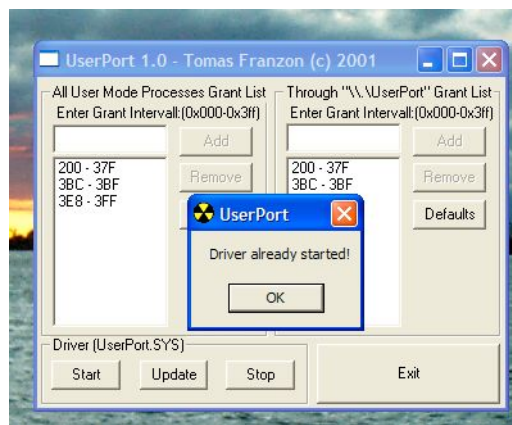 UserPort 1.0 - Tomas Franzon (c) 2001
All User Mode Processes Grant List
Enter Grant Intervall:(0x000-0x3ff)
Add
200 - 37F
3BC - 3BF
3E8 - 3FF
Remove
Through "\\.\UserPort" Grant List
Enter Grant Intervall:(0x000-0x3ff)
Add
200 - 37F
3BC - 3BF
Remove
Defaults
UserPort
Driver already started!
OK
Driver (UserPort.SYS)
Start
Update
Stop
Exit